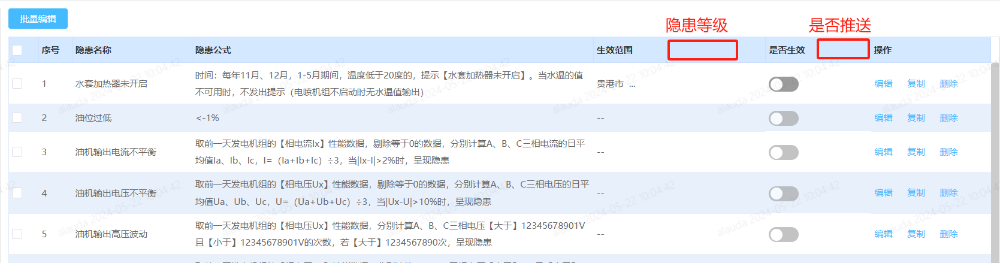 批量编辑
隐患等级
是否推送
序号 隐患名称 隐患公式 生效范围 是否生效 操作
1 水套加热器未开启 时间：每年11月、12月，1-5月期间，温度低于20度的，提示【水套加热器未开启】。当水温的值
不可用时，不发出提示（电喷机组不启动时无水温值输出） 贵港市 ... 编辑 复制 删除
2 油位过低 <-1% -- 编辑 复制 删除
3 油机输出电流不平衡 取前一天发电机组的【相电流Ix】性能数据，剔除等于0的数据，分别计算A、B、C三相电流的日平
均值Ia、Ib、Ic，I=（Ia+Ib+Ic）÷3，当|Ix-I|>2%时，呈现隐患 -- 编辑 复制 删除
4 油机输出电压不平衡 取前一天发电机组的【相电压Ux】性能数据，剔除等于0的数据，分别计算A、B、C三相电压的日平
均值Ua、Ub、Uc，U=（Ua+Ub+Uc）÷3，当|Ux-U|>10%时，呈现隐患 -- 编辑 复制 删除
5 油机输出高压波动 取前一天发电机组的【相电压Ux】性能数据，分别计算A、B、C三相电压【大于】12345678901V
且【小于】12345678901V的次数，若【大于】1234567890次，呈现隐患 -- 编辑 复制 删除
alauda 2024-05-22 10:04:42